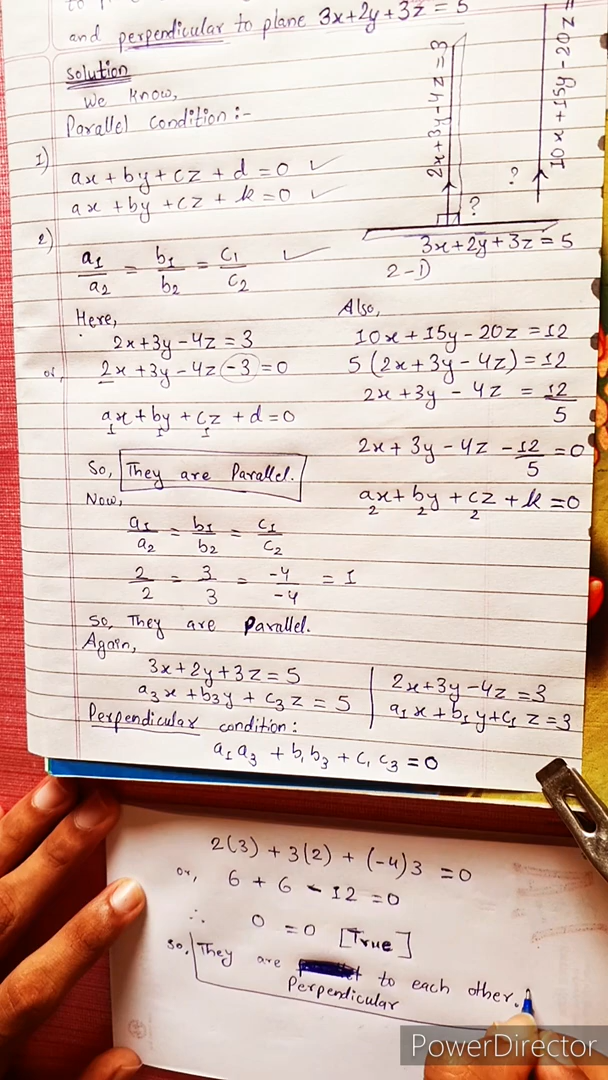 to p
and perpendicular to plane 3x+2y+3z = 5
solution
We know,
Parallel condition :-
1)
ax + by + cz + d = 0 ✓
ax + by + cz + k = 0 ✓
2)
a₁/a₂ = b₁/b₂ = c₁/c₂ ✓
2x+3y-4z = 3
10x+15y-20z =
?
?
3x+2y+3z = 5
2-D
Here,
2x+3y-4z = 3
or, 2x+3y-4z-3 = 0
a₁x+b₁y+c₁z+d=0
So, They are Parallel.
Also,
10x+15y-20z = 12
5(2x+3y-4z) = 12
2x+3y-4z = 12/5
2x+3y-4z-12/5 = 0
a₂x+b₂y+c₂z+k=0
Now,
a₁/a₂ = b₁/b₂ = c₁/c₂
2/2 = 3/3 = -4/-4 = 1
So, They are Parallel.
Again,
3x+2y+3z = 5
a₃x+b₃y+c₃z = 5
2x+3y-4z = 3
a₁x+b₁y+c₁z = 3
Perpendicular condition:
a₁a₃ + b₁b₃ + c₁c₃ = 0
2(3) + 3(2) + (-4)3 = 0
or, 6 + 6 - 12 = 0
∴ 0 = 0 [True]
so, They are Perpendicular to each other.
PowerDirector